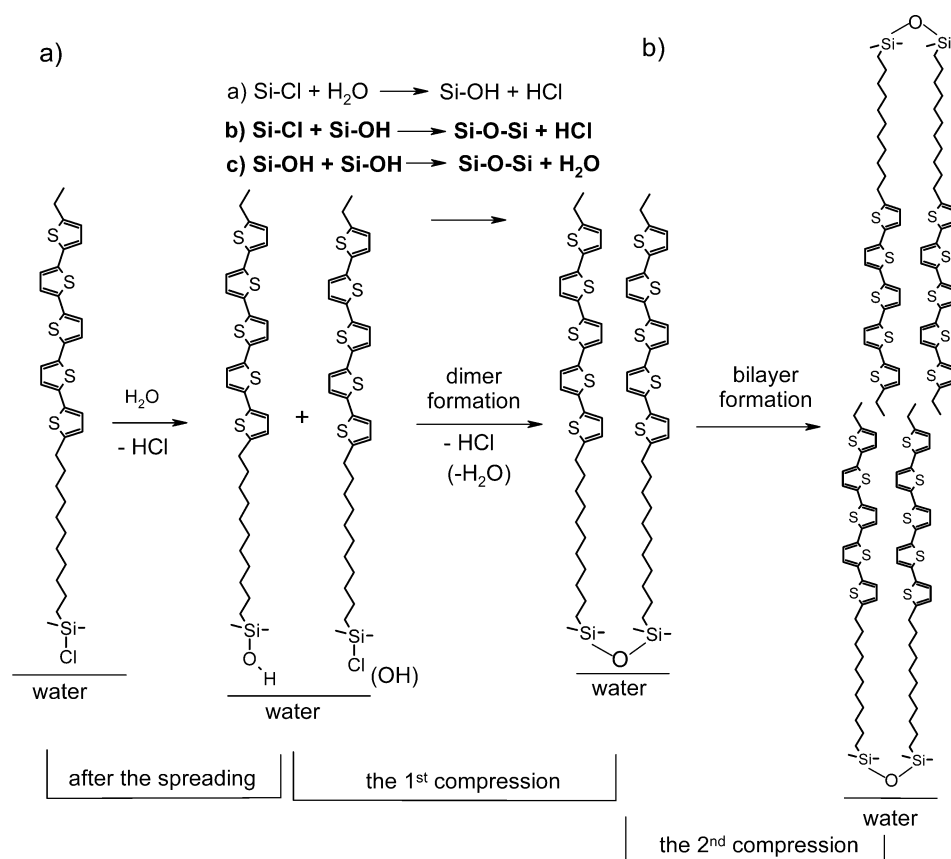 a)
b)
a) Si-Cl + H₂O → Si-OH + HCl
b) Si-Cl + Si-OH → Si-O-Si + HCl
c) Si-OH + Si-OH → Si-O-Si + H₂O
O
Si Si
S S S S S
Si
Cl
water
H₂O
- HCl
S S S S S
Si
O
H
+
S S S S S
Si
Cl (OH)
water
dimer
formation
- HCl
(-H₂O)
S S S S S
S S S S S
Si Si
O
water
bilayer
formation
S S S S S
S S S S S
S S S S S
S S S S S
Si Si
O
water
after the spreading
the 1st compression
the 2nd compression